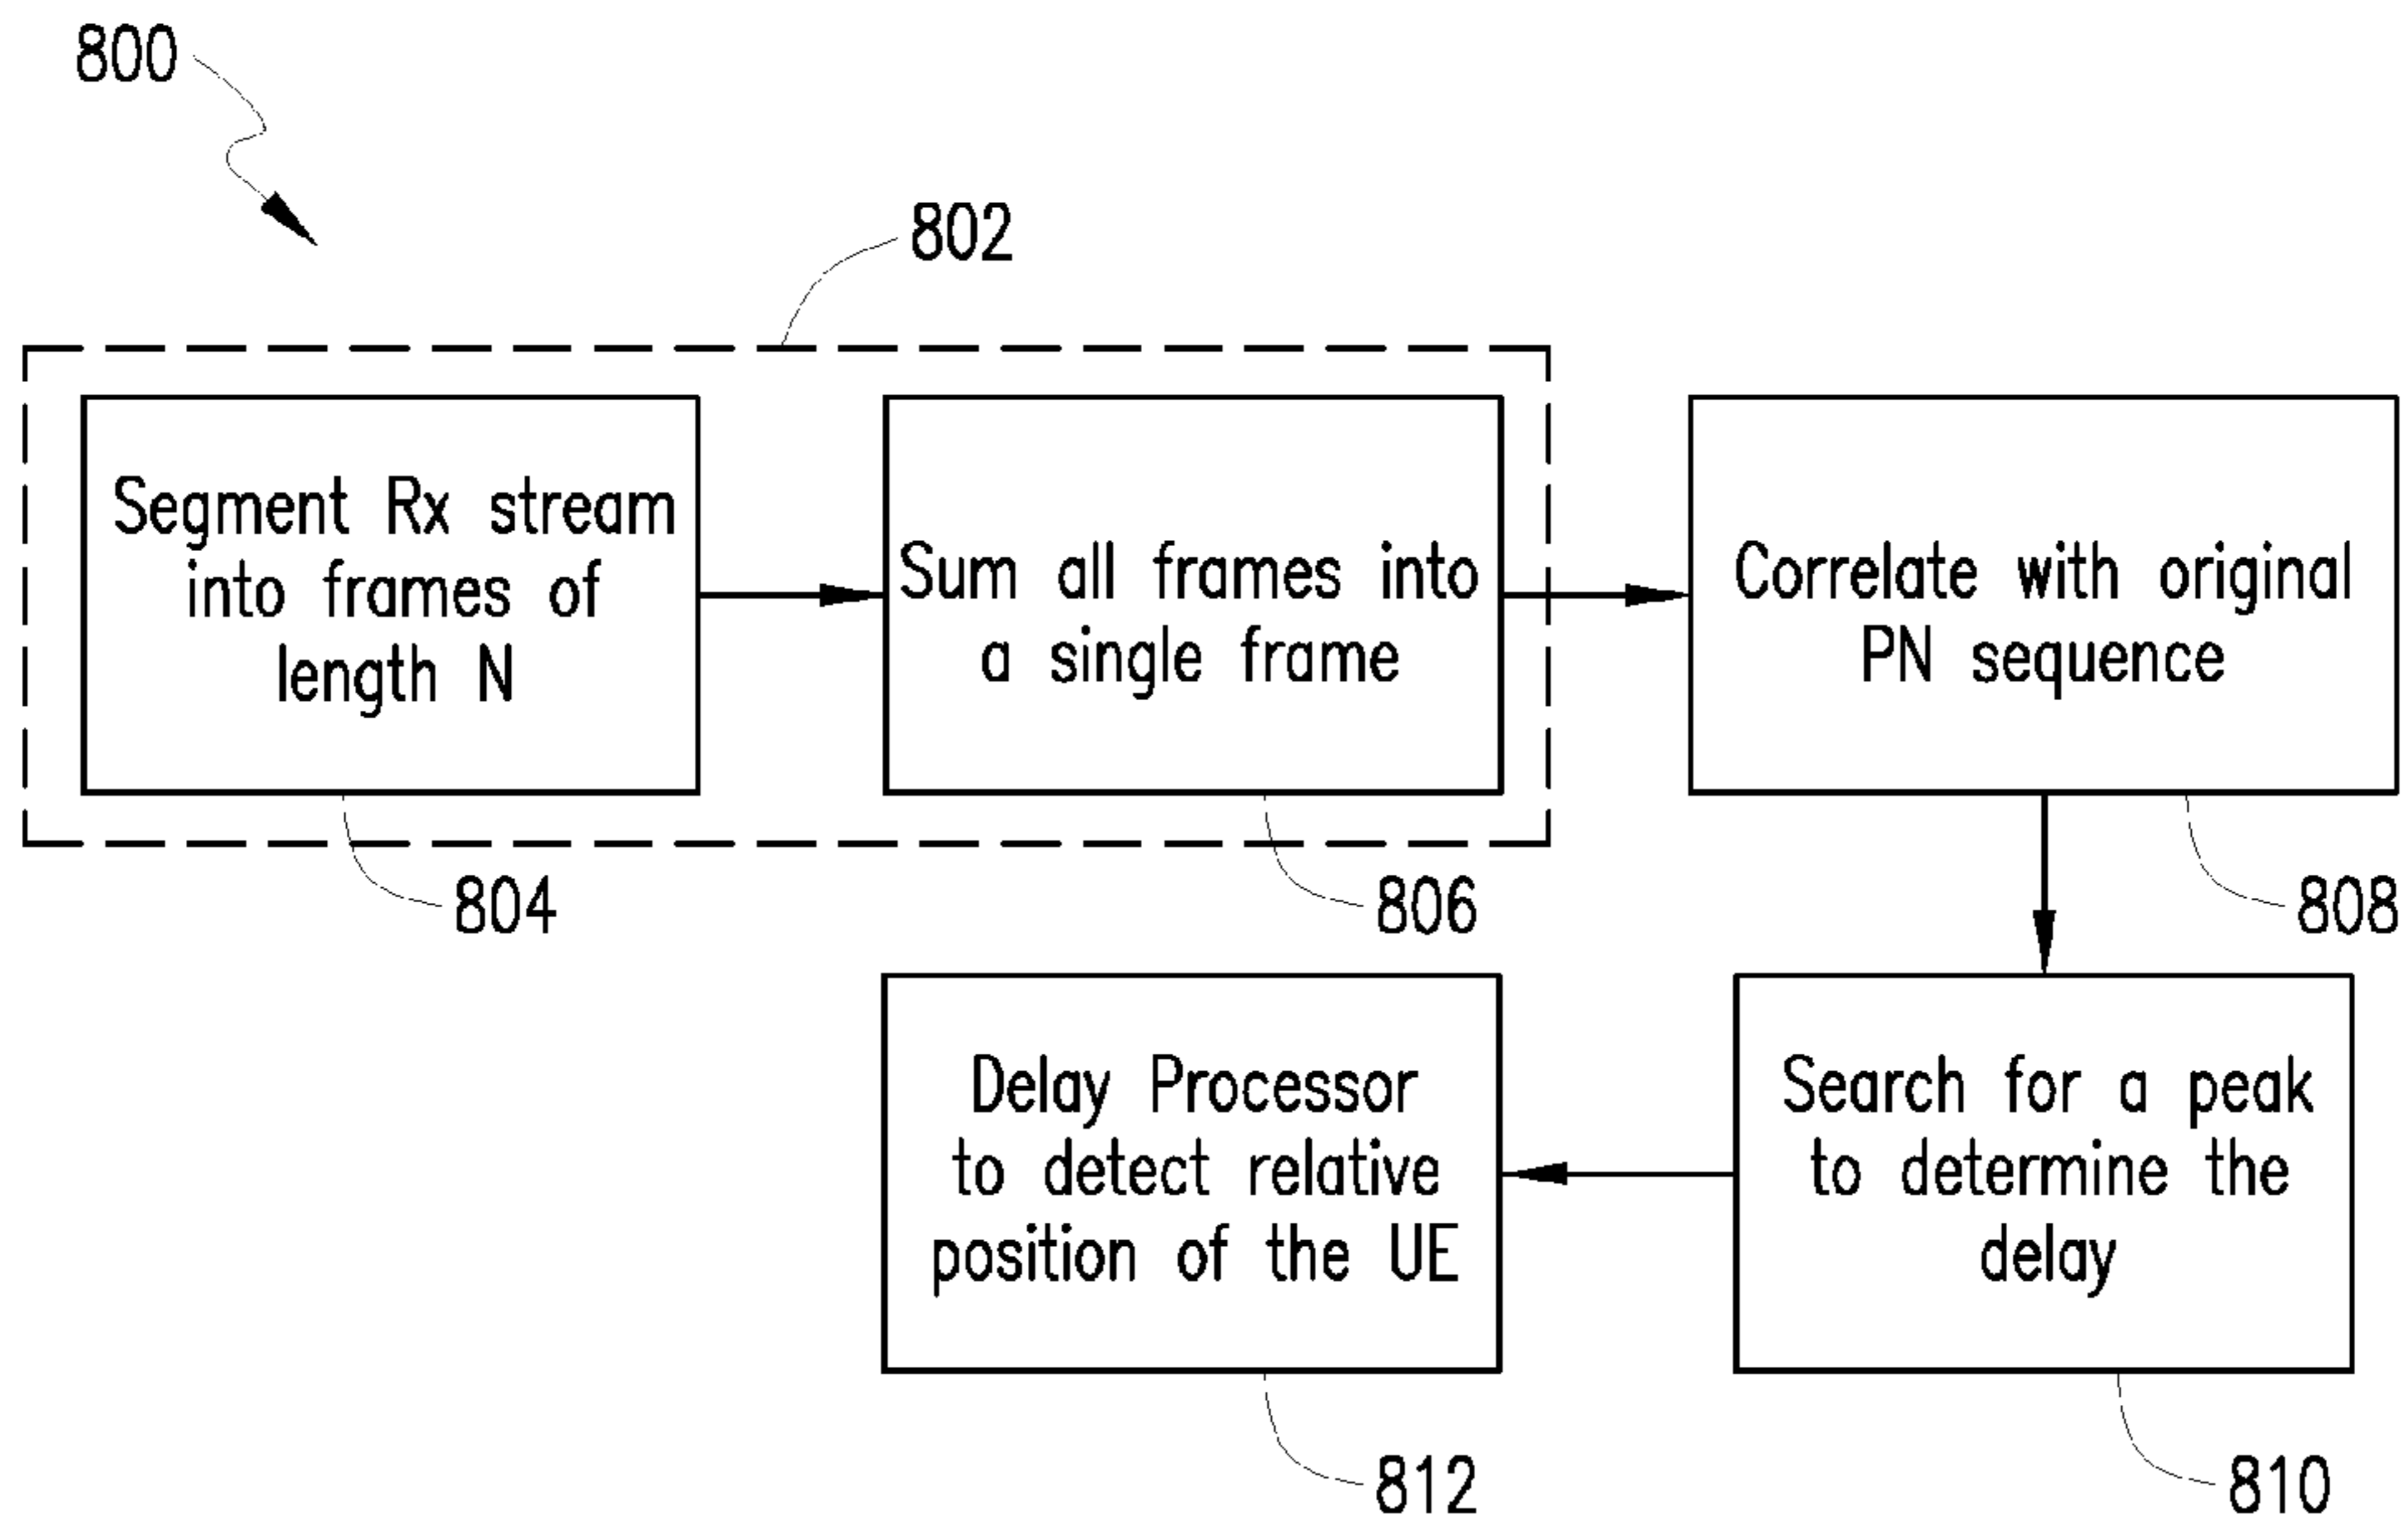 800
802
Segment Rx stream
into frames of
length N
Sum all frames into
a single frame
Correlate with original
PN sequence
804
806
808
Delay Processor
to detect relative
position of the UE
Search for a peak
to determine the
delay
812
810